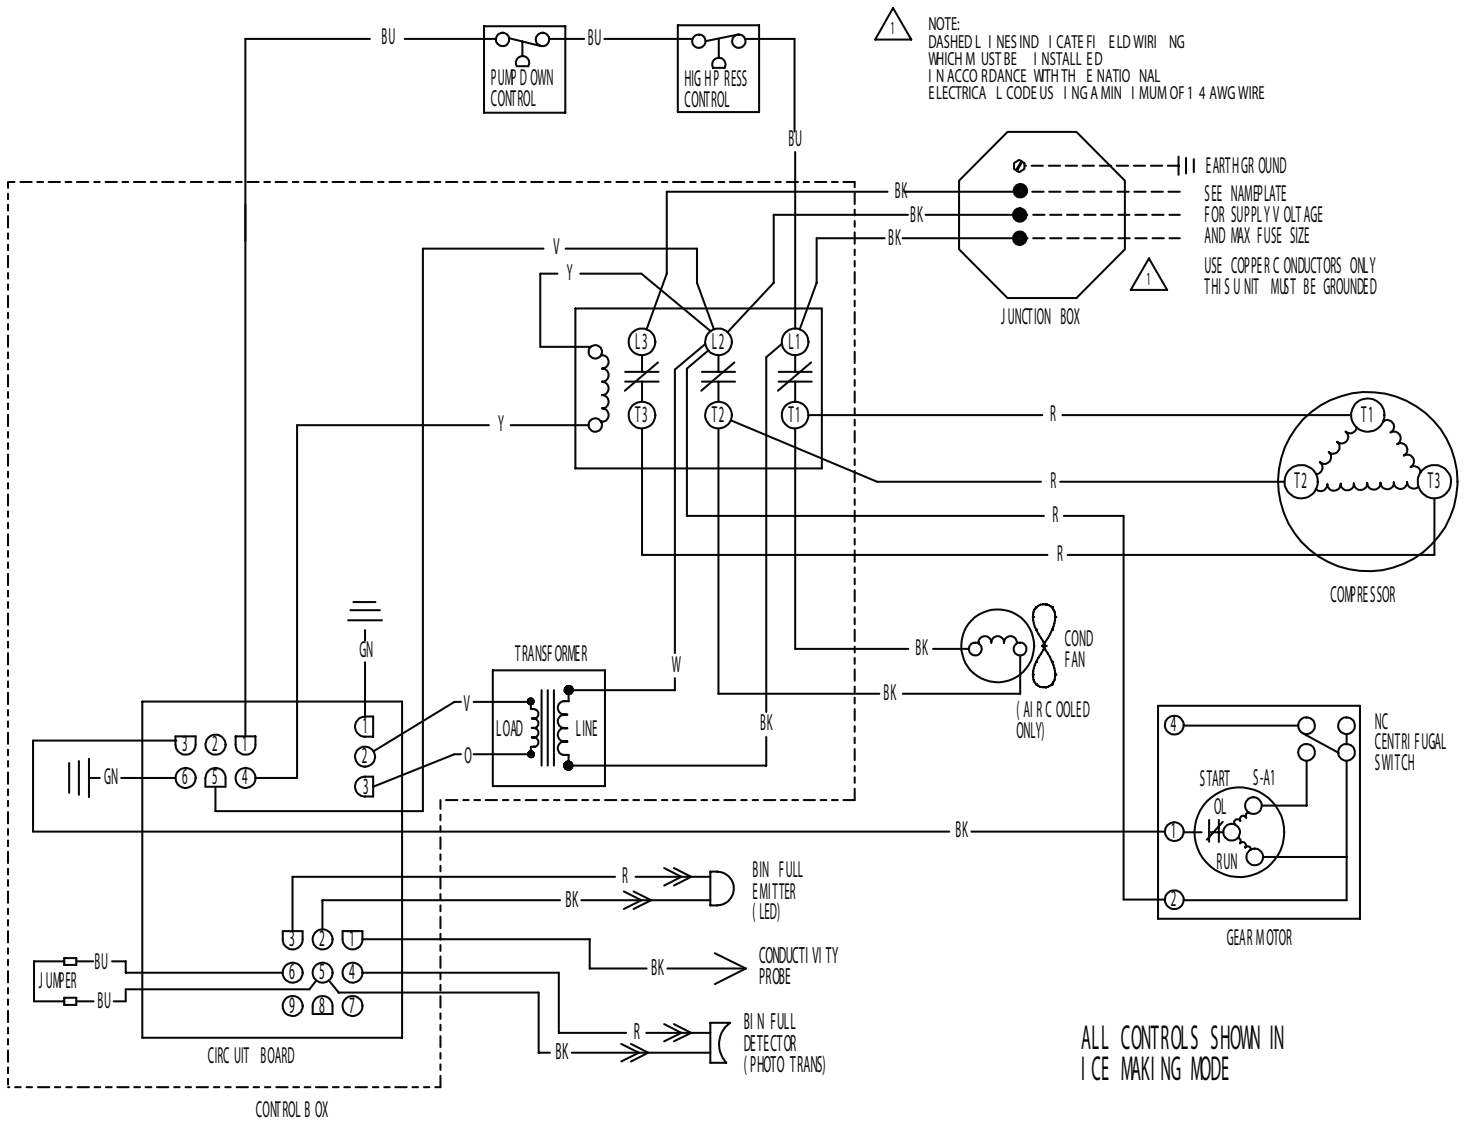 NOTE:
DASHED LINES INDICATE FIELD WIRING
WHICH MUST BE INSTALLED
IN ACCORDANCE WITH THE NATIONAL
ELECTRICAL CODE USING A MINIMUM OF 14 AWG WIRE
1
BU
BU
PUMP DOWN
CONTROL
HIGH PRESS
CONTROL
BU
EARTH GROUND
SEE NAMEPLATE
FOR SUPPLY VOLTAGE
AND MAX FUSE SIZE
USE COPPER CONDUCTORS ONLY
THIS UNIT MUST BE GROUNDED
1
JUNCTION BOX
BK
BK
BK
V
Y
L3
L2
L1
T3
T2
T1
Y
R
R
R
R
T1
T2
T3
COMPRESSOR
BK
BK
COND
FAN
(AIR COOLED
ONLY)
GN
TRANSFORMER
LOAD
LINE
V
O
W
BK
3
2
1
6
5
4
1
2
3
GN
4
NC
CENTRIFUGAL
SWITCH
START
S-A1
OL
RUN
1
2
GEAR MOTOR
BK
R
BK
BIN FULL
EMITTER
(LED)
3
2
1
6
5
4
9
8
7
BK
CONDUCTIVITY
PROBE
BU
JUMPER
BU
R
BK
BIN FULL
DETECTOR
(PHOTO TRANS)
CIRCUIT BOARD
CONTROL BOX
ALL CONTROLS SHOWN IN
ICE MAKING MODE